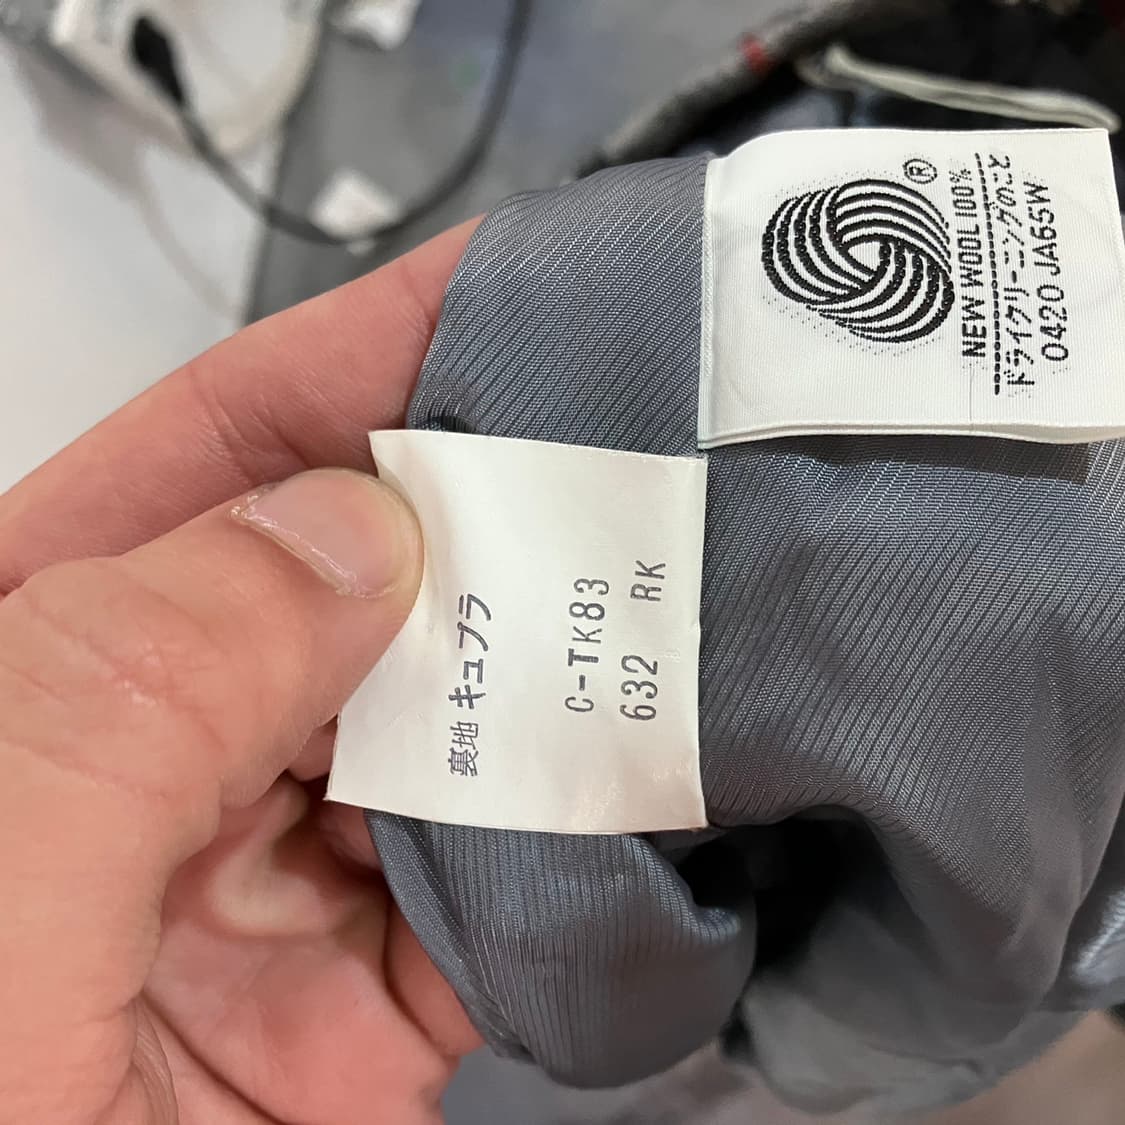 ®
NEW WOOL 100%
ドライクリーニングのこと
0420 JA65W
裏地 キュプラ
C-TK83
632 RK